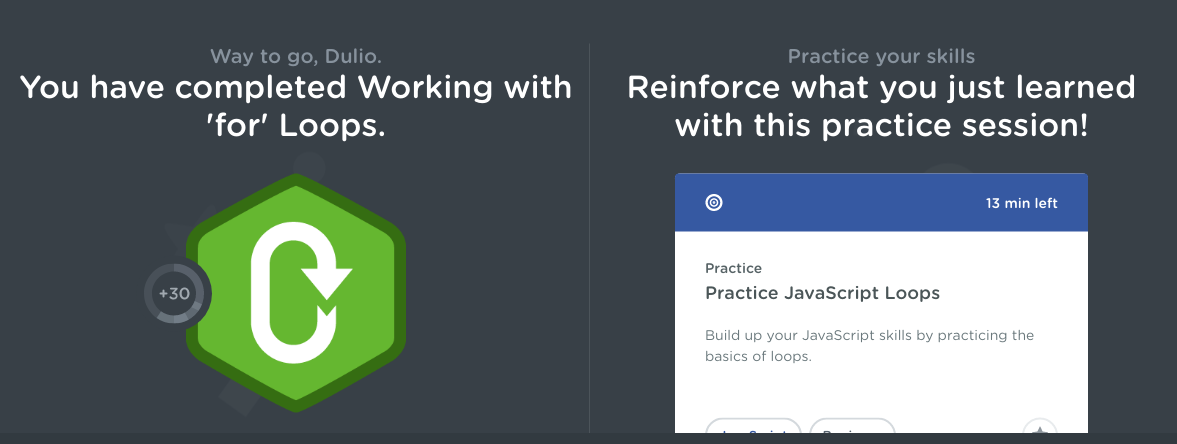 Way to go, Dulio.
You have completed Working with
'for' Loops.
+30
Practice your skills
Reinforce what you just learned
with this practice session!
13 min left
Practice
Practice JavaScript Loops
Build up your JavaScript skills by practicing the
basics of loops.